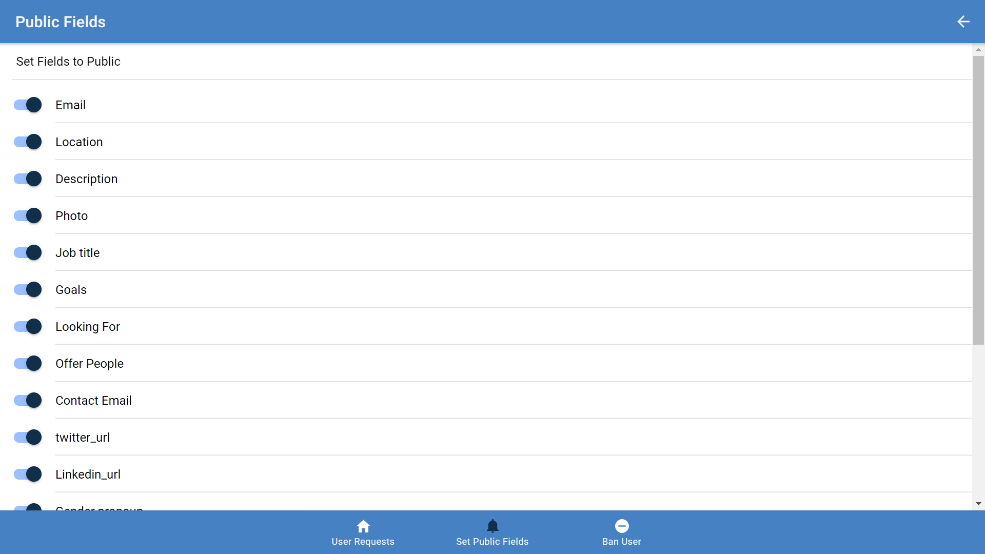 Public Fields
Set Fields to Public
Email
Location
Description
Photo
Job title
Goals
Looking For
Offer People
Contact Email
twitter_url
Linkedin_url
Gender pronoun
User Requests
Set Public Fields
Ban User